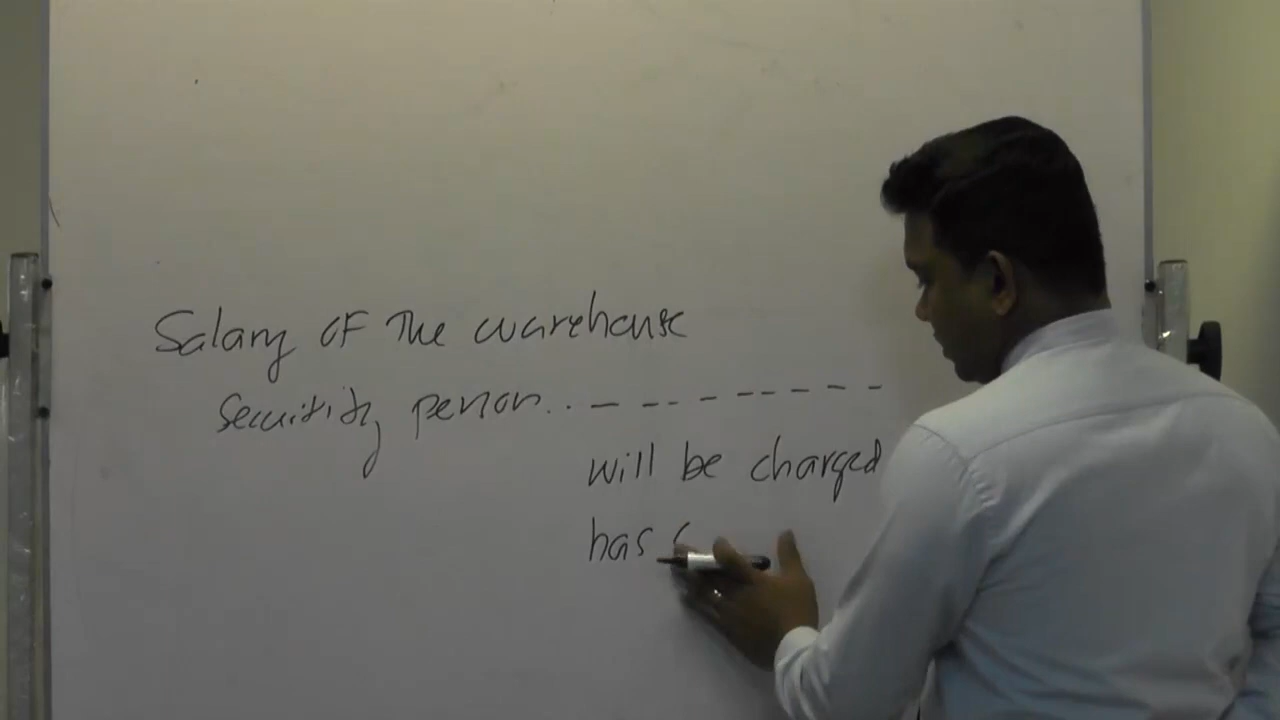 Salary OF The warehouse
Security person..--------
will be charged
has